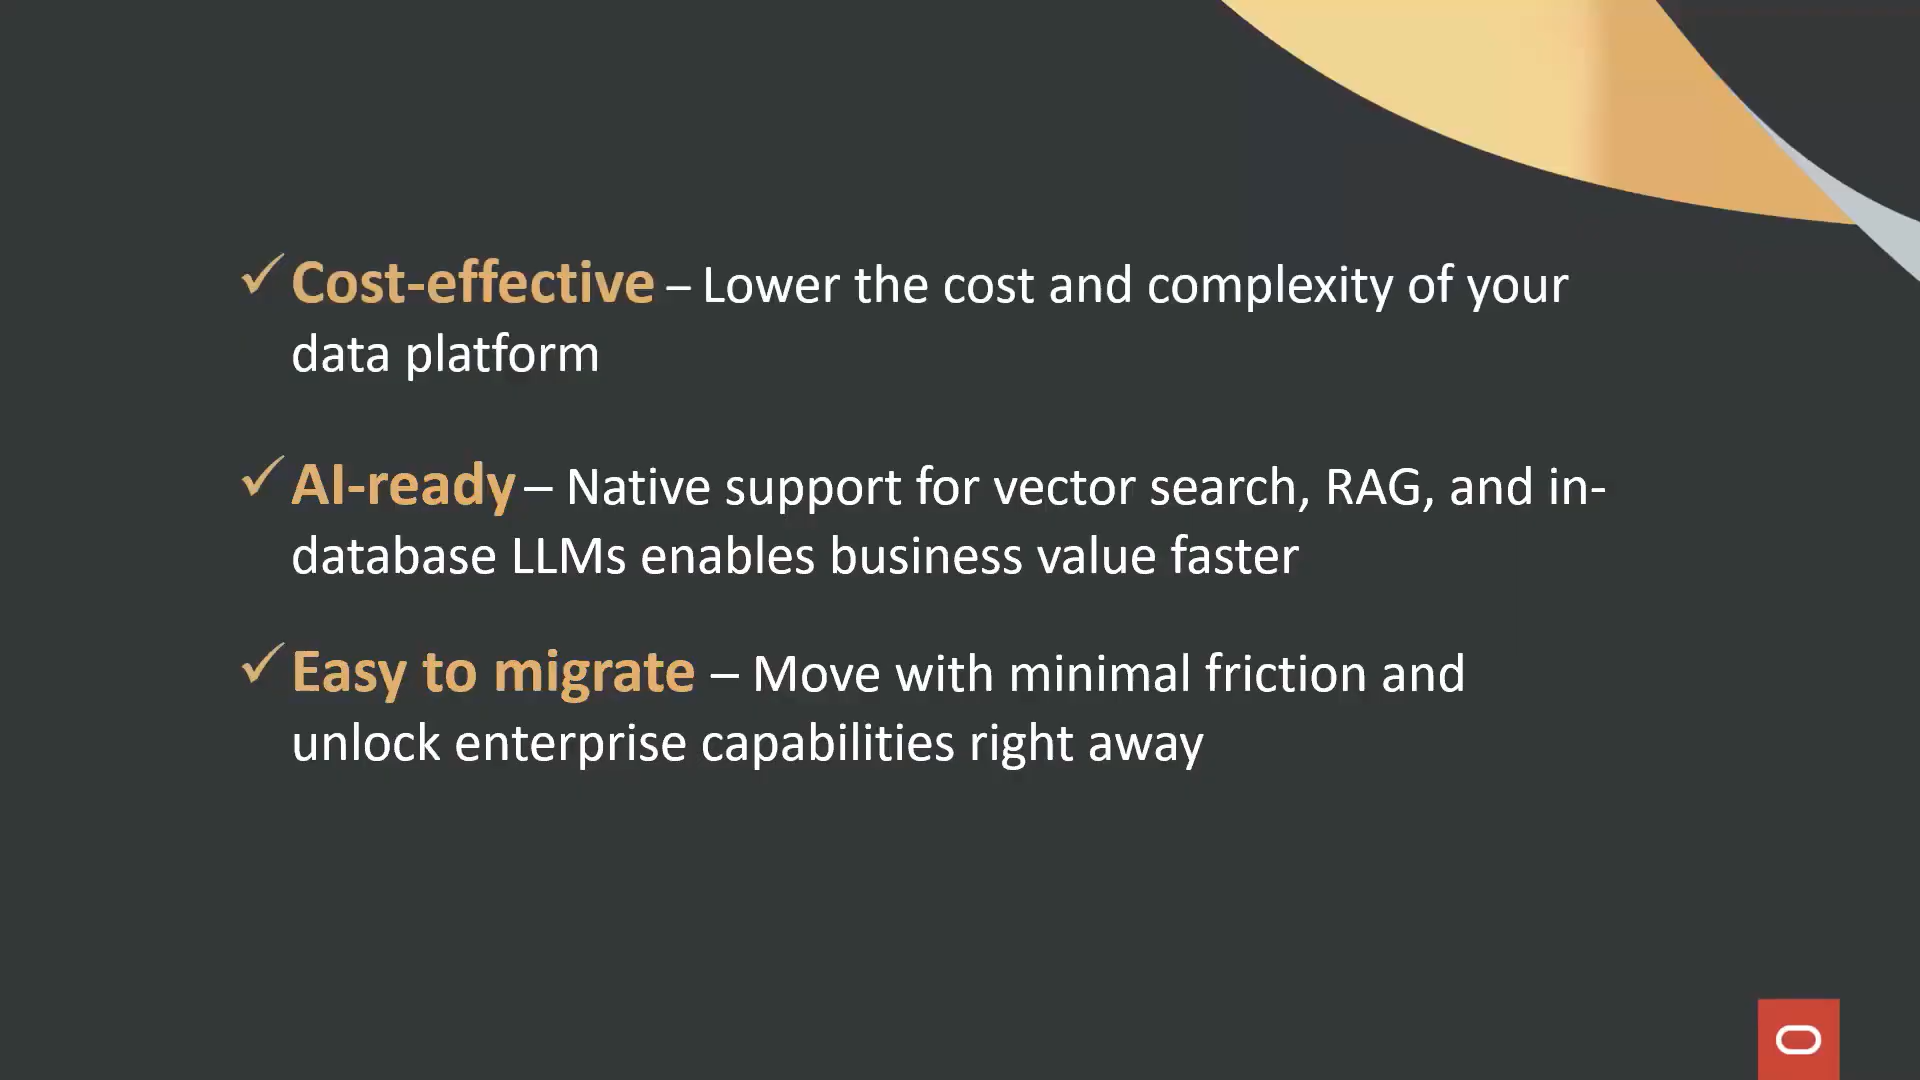 ✓ Cost-effective – Lower the cost and complexity of your
data platform
✓ AI-ready – Native support for vector search, RAG, and in-
database LLMs enables business value faster
✓ Easy to migrate – Move with minimal friction and
unlock enterprise capabilities right away